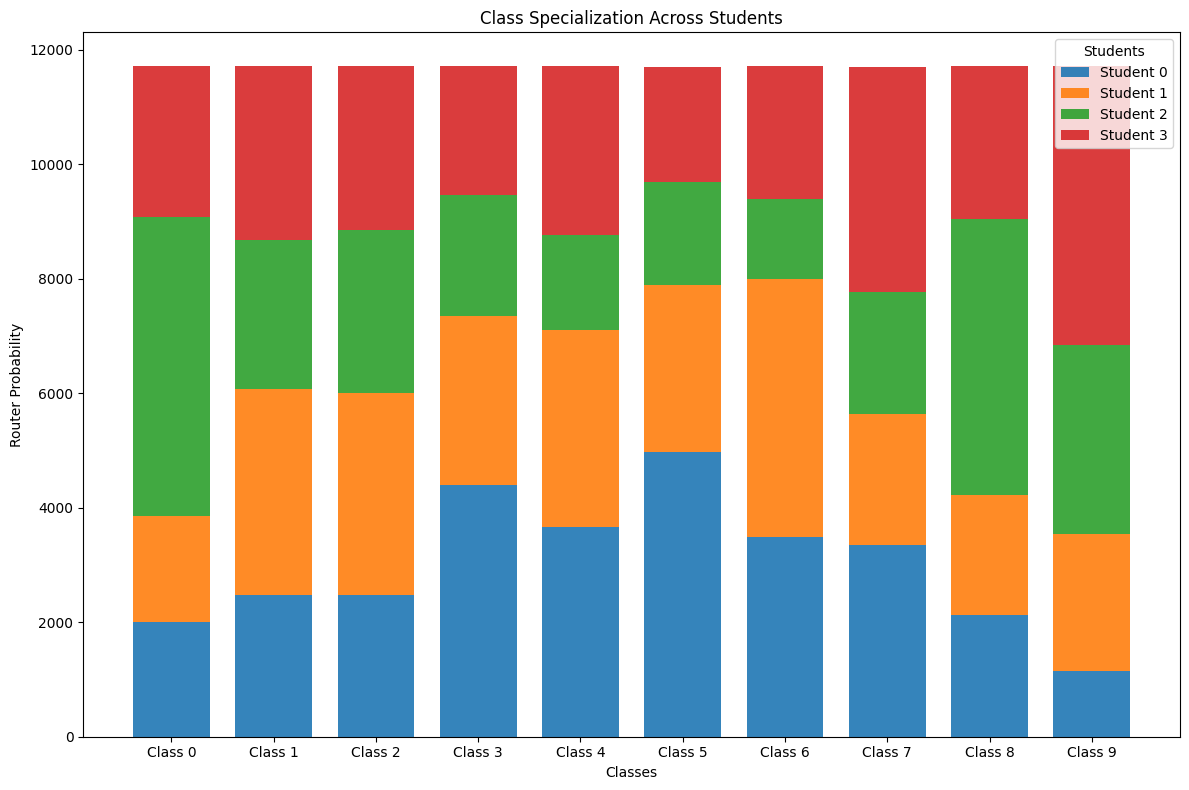 Class Specialization Across Students
12000
10000
8000
6000
4000
2000
0
Router Probability
Students
Student 0
Student 1
Student 2
Student 3
Class 0 Class 1 Class 2 Class 3 Class 4 Class 5 Class 6 Class 7 Class 8 Class 9
Classes